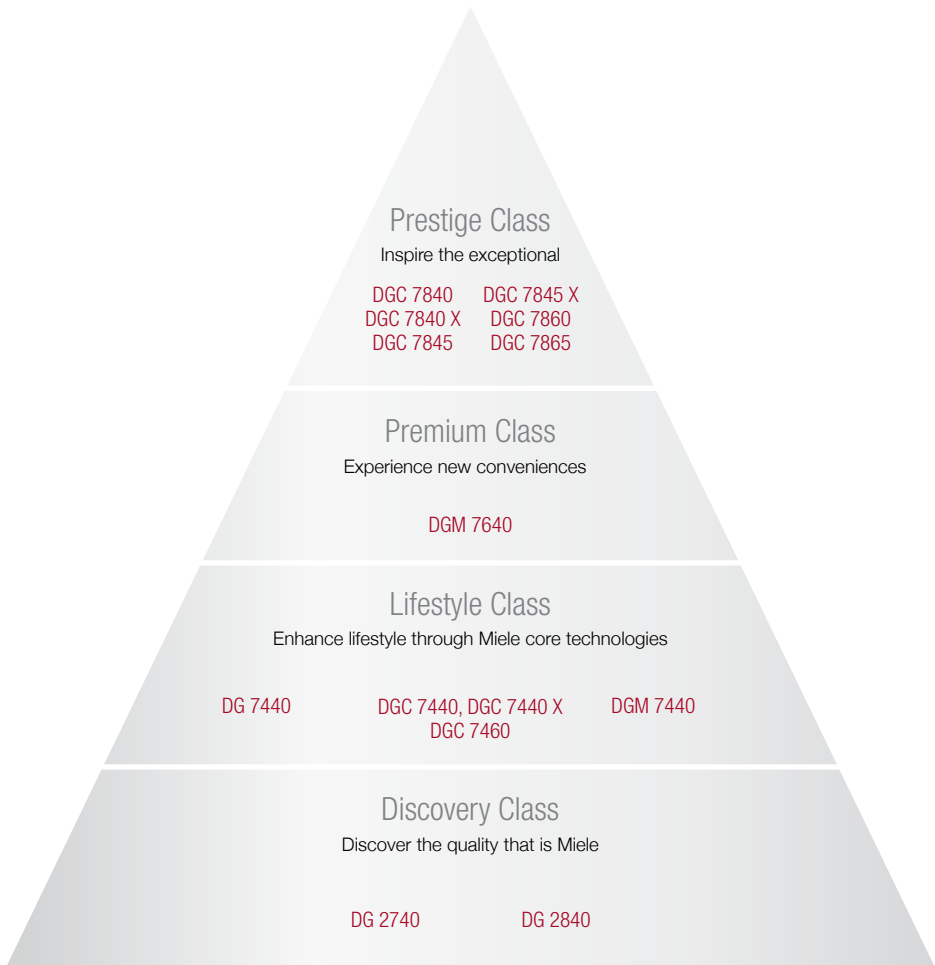 Prestige Class
Inspire the exceptional
DGC 7840 DGC 7845 X
DGC 7840 X DGC 7860
DGC 7845 DGC 7865
Premium Class
Experience new conveniences
DGM 7640
Lifestyle Class
Enhance lifestyle through Miele core technologies
DG 7440 DGC 7440, DGC 7440 X DGM 7440
DGC 7460
Discovery Class
Discover the quality that is Miele
DG 2740 DG 2840